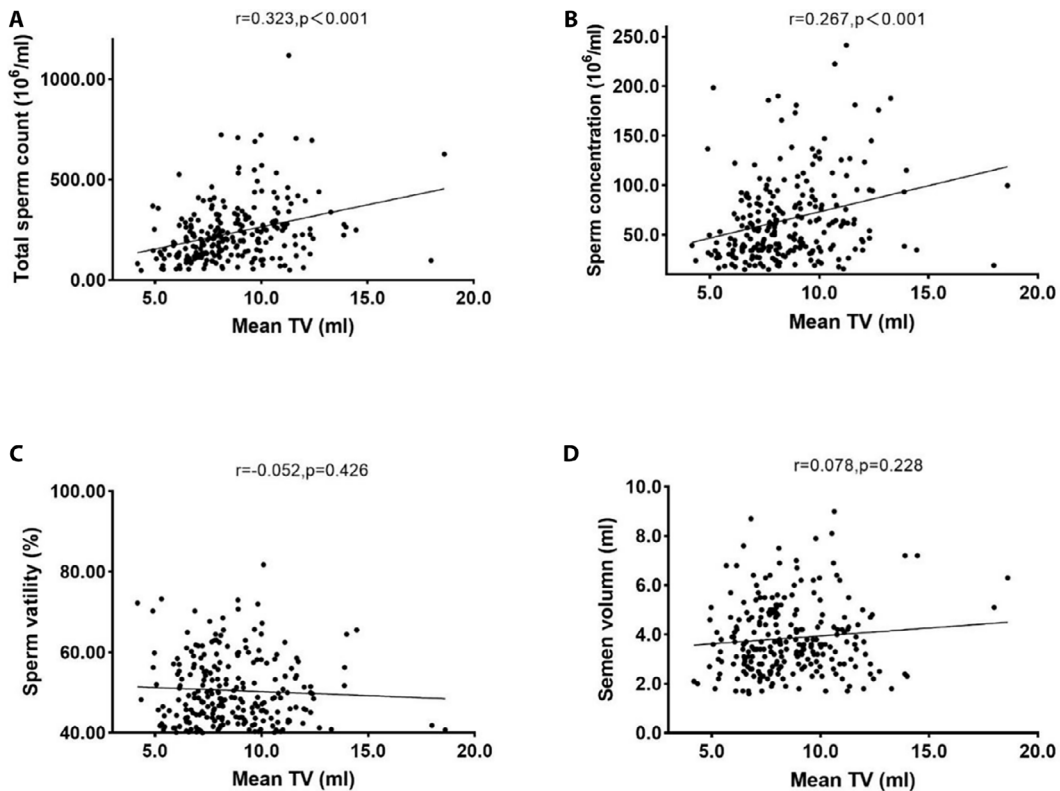 A
r=0.323,p<0.001
Total sperm count (10⁶/ml)
1000.00
500.00
0.00
5.0 10.0 15.0 20.0
Mean TV (ml)
B
r=0.267,p<0.001
Sperm concentration (10⁶/ml)
250.0
200.0
150.0
100.0
50.0
5.0 10.0 15.0 20.0
Mean TV (ml)
C
r=-0.052,p=0.426
Sperm vatility (%)
100.00
80.00
60.00
40.00
5.0 10.0 15.0 20.0
Mean TV (ml)
D
r=0.078,p=0.228
Semen volumn (ml)
10.0
8.0
6.0
4.0
2.0
0.0
5.0 10.0 15.0 20.0
Mean TV (ml)